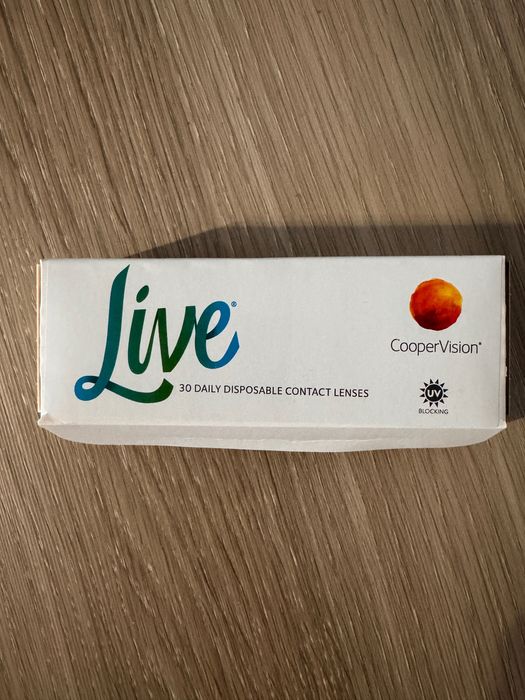 Live®
30 DAILY DISPOSABLE CONTACT LENSES
CooperVision®
UV
BLOCKING